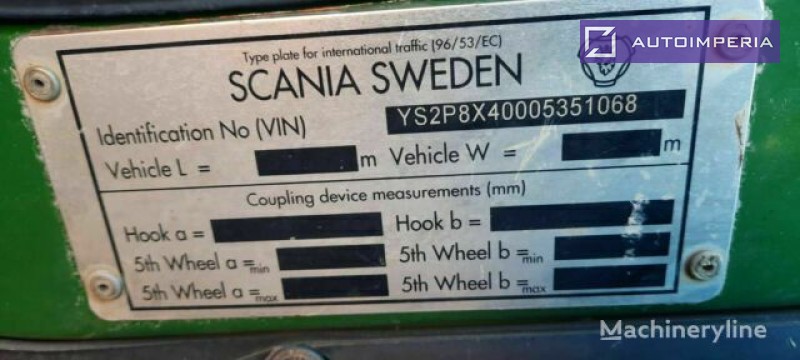 AUTOIMPERIA
Type plate for international traffic (96/53/EC)
SCANIA SWEDEN
Identification No (VIN) YS2P8X40005351068
Vehicle L = m Vehicle W = m
Coupling device measurements (mm)
Hook a = Hook b =
5th Wheel a =min 5th Wheel b =min
5th Wheel a =max 5th Wheel b =max
Machineryline